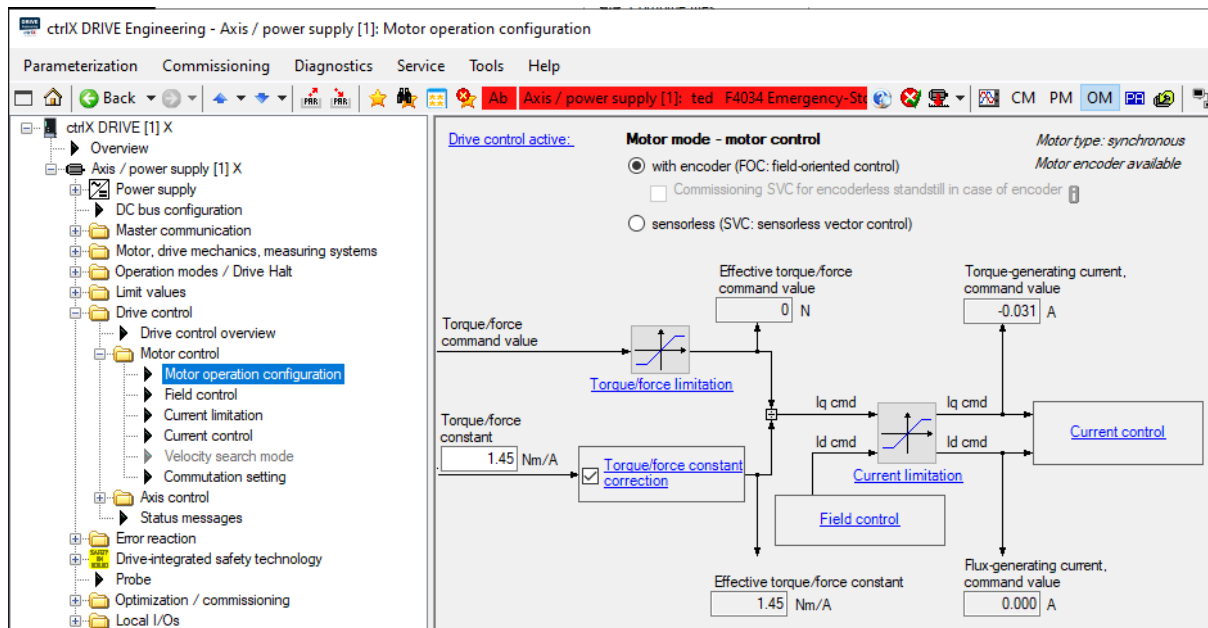 ctrlX DRIVE Engineering - Axis / power supply [1]: Motor operation configuration
Parameterization Commissioning Diagnostics Service Tools Help
Back PAR PAR Ab Axis / power supply [1]: ted F4034 Emergency-Sto CM PM OM
ctrlX DRIVE [1] X
Overview
Axis / power supply [1] X
Power supply
DC bus configuration
Master communication
Motor, drive mechanics, measuring systems
Operation modes / Drive Halt
Limit values
Drive control
Drive control overview
Motor control
Motor operation configuration
Field control
Current limitation
Current control
Velocity search mode
Commutation setting
Axis control
Status messages
Error reaction
Drive-integrated safety technology
Probe
Optimization / commissioning
Local I/Os
Drive control active:
Motor mode - motor control
Motor type: synchronous
Motor encoder available
with encoder (FOC: field-oriented control)
Commissioning SVC for encoderless standstill in case of encoder
sensorless (SVC: sensorless vector control)
Effective torque/force
command value
0 N
Torque-generating current,
command value
-0.031 A
Torque/force
command value
Torque/force limitation
Iq cmd
Iq cmd
Id cmd
Id cmd
Current control
Current limitation
Torque/force
constant
1.45 Nm/A
Torque/force constant
correction
Field control
Effective torque/force constant
1.45 Nm/A
Flux-generating current,
command value
0.000 A